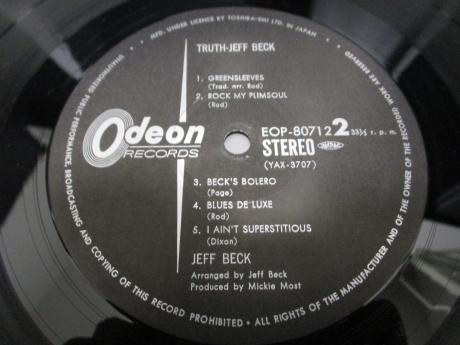 • MFD. UNDER LICENCE BY TOSHIBA-EMI LTD. IN JAPAN •
TRUTH-JEFF BECK
1. GREENSLEEVES
(Trad. arr. Rod)
2. ROCK MY PLIMSOUL
(Rod)
Odeon
RECORDS
EOP-80712 2 33⅓ r. p. m.
STEREO
(YAX-3707)
3. BECK'S BOLERO
(Page)
4. BLUES DE LUXE
(Rod)
5. I AIN'T SUPERSTITIOUS
(Dixon)
JEFF BECK
Arranged by Jeff Beck
Produced by Mickie Most
UNAUTHORIZED PUBLIC PERFORMANCE, BROADCASTING AND COPYING OF THIS RECORD PROHIBITED • ALL RIGHTS OF THE MANUFACTURER AND OF THE OWNER OF THE RECORDED WORK ARE RESERVED